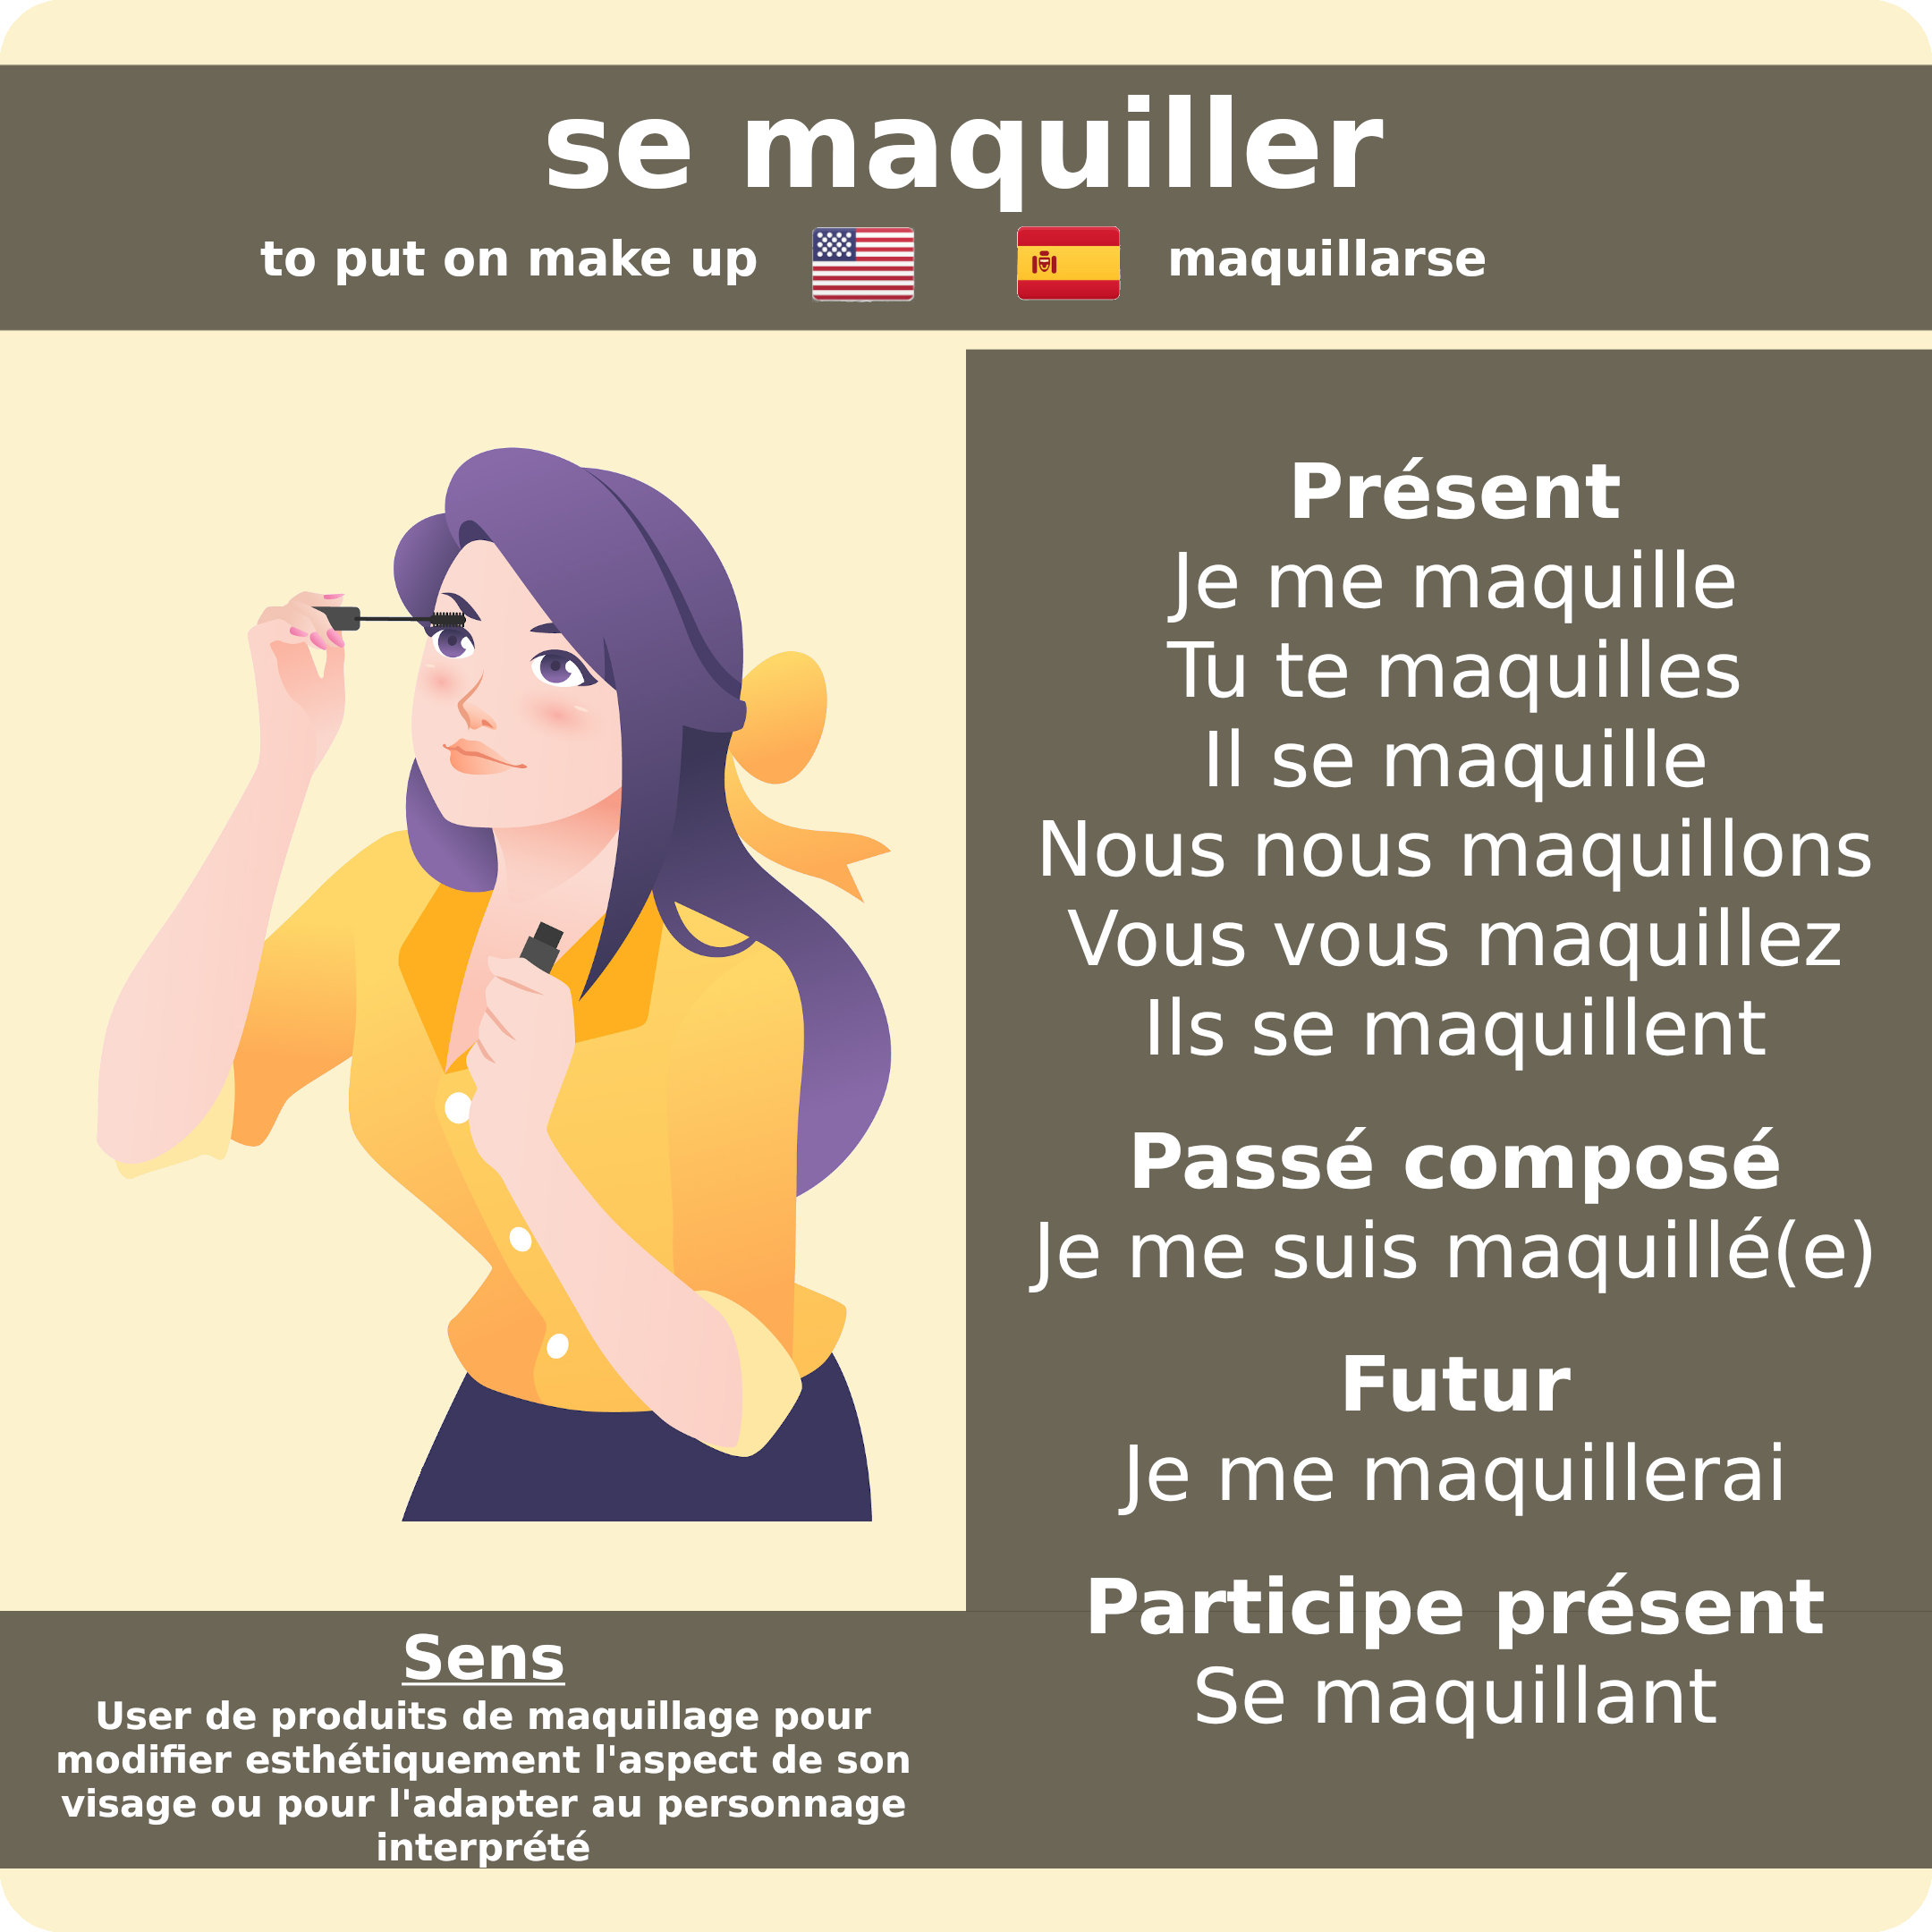 se maquiller
to put on make up
maquillarse
Présent
Je me maquille
Tu te maquilles
Il se maquille
Nous nous maquillons
Vous vous maquillez
Ils se maquillent
Passé composé
Je me suis maquillé(e)
Futur
Je me maquillerai
Participe présent
Se maquillant
Sens
User de produits de maquillage pour
modifier esthétiquement l'aspect de son
visage ou pour l'adapter au personnage
interprété